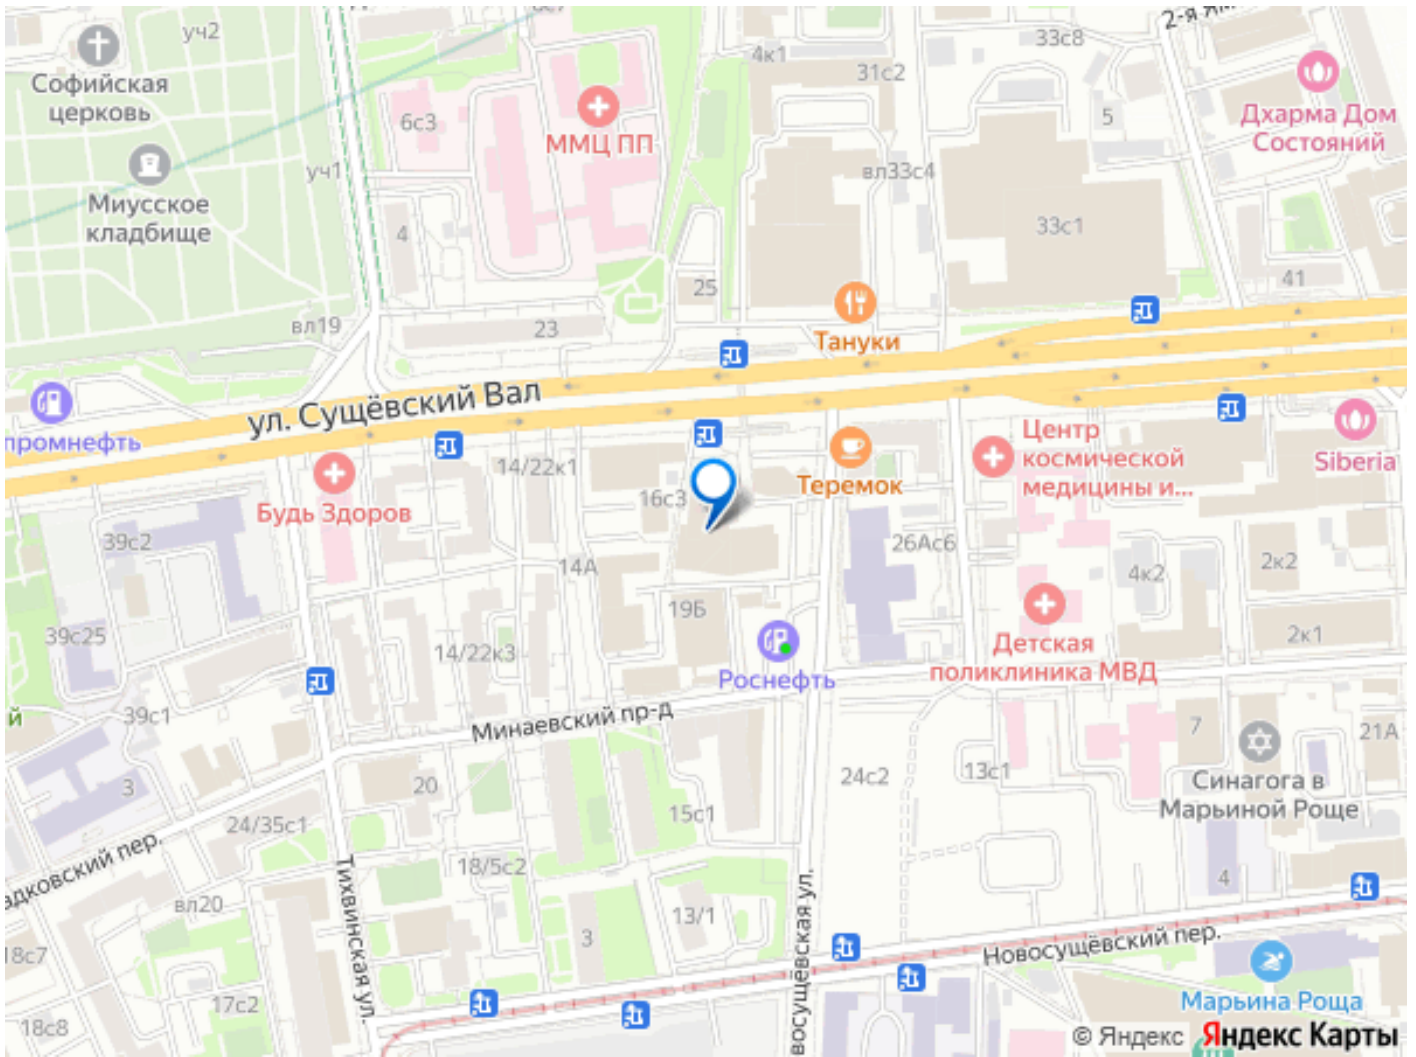 уч2
Софийская
церковь
Миусское
кладбище
уч1
6с3
ММЦ ПП
4
4к1
31с2
33с8
5
вл33с4
33с1
Дхарма Дом
Состояний
41
25
23
вл19
Тануки
ул. Сущёвский Вал
промнефть
14/22к1
Будь Здоров
16с3
Теремок
Центр
космической
медицины и...
Siberia
39с2
14А
26Ас6
4к2
2к2
39с25
19Б
14/22к3
Роснефть
Детская
поликлиника МВД
2к1
й
39с1
Минаевский пр-д
7
21А
3
20
24с2
13с1
Синагога в
Марьиной Роще
24/35с1
15с1
адковский пер.
18/5с2
Тихвинская ул.
вл20
13/1
4
3
восущёвская ул.
Новосущёвский пер.
18с7
17с2
18с8
Марьина Роща
© Яндекс Яндекс Карты